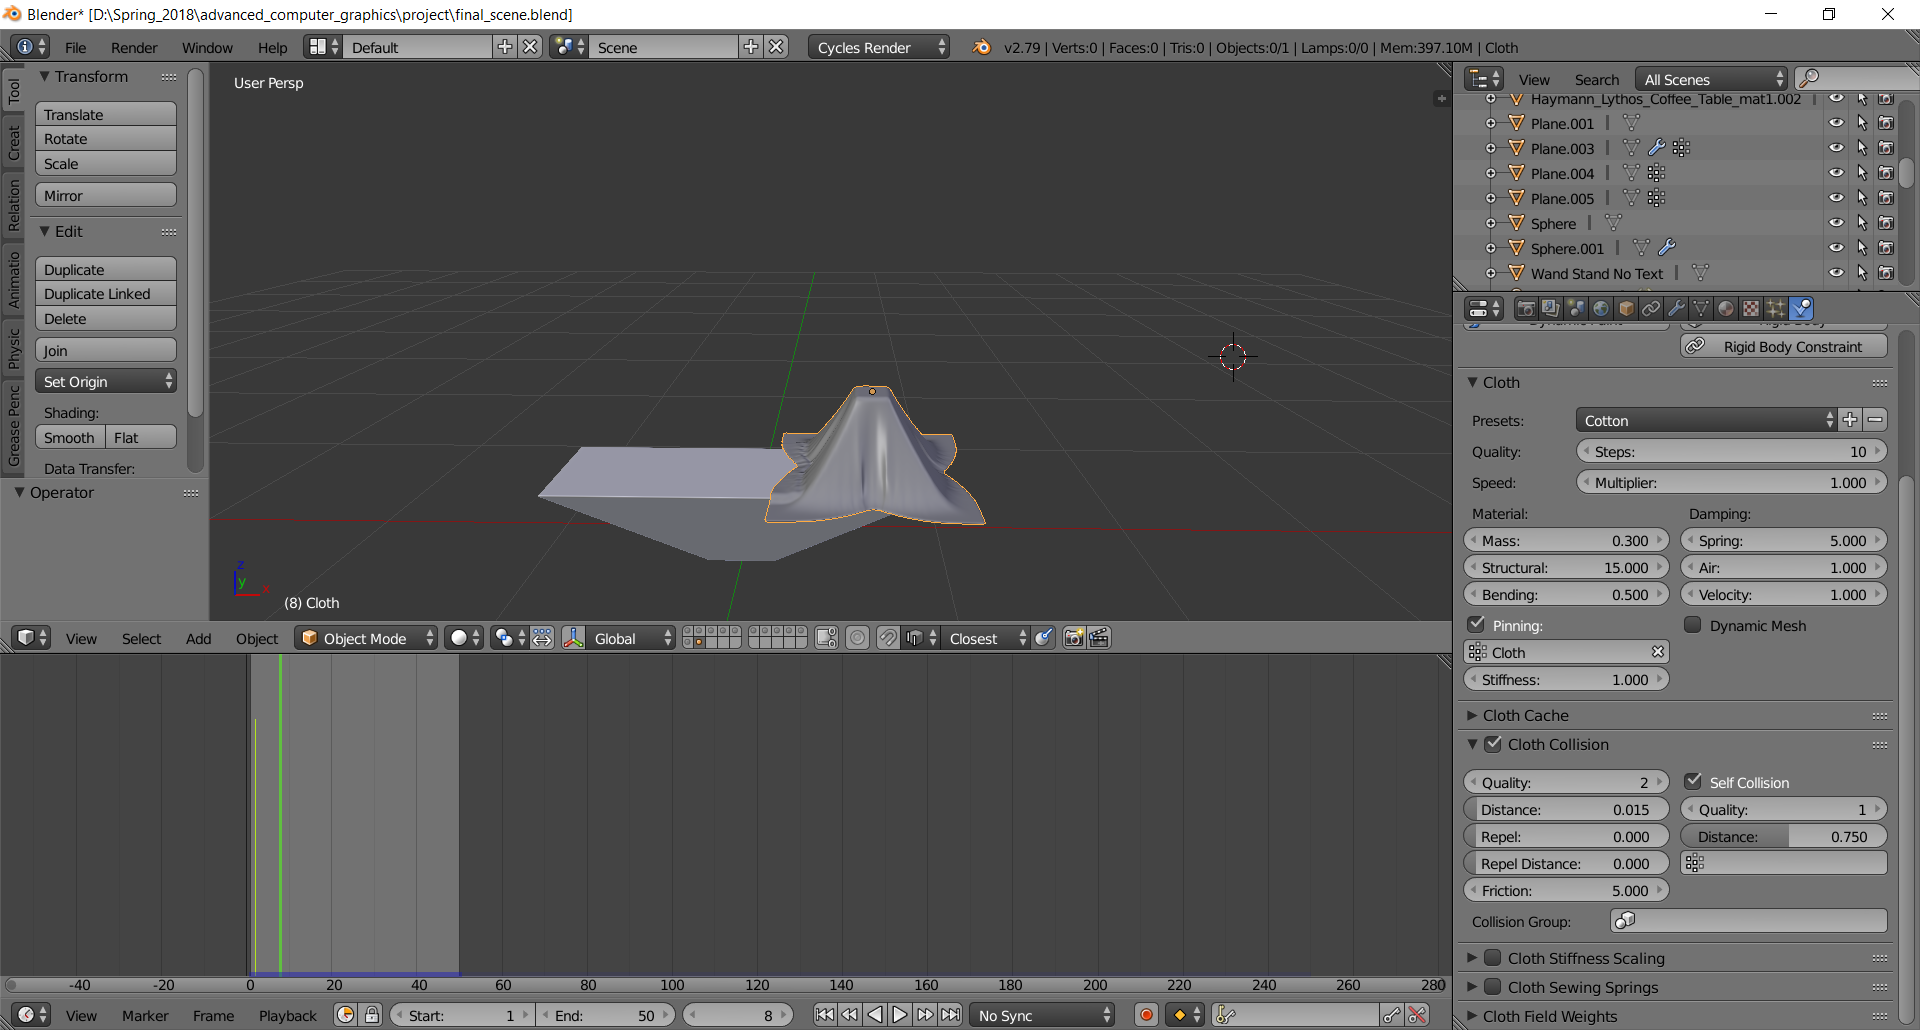 Blender* [D:\Spring_2018\advanced_computer_graphics\project\final_scene.blend]
File Render Window Help Default Scene Cycles Render v2.79 | Verts:0 | Faces:0 | Tris:0 | Objects:0/1 | Lamps:0/0 | Mem:397.10M | Cloth
Tool
Creat
Relation
Animatio
Physic
Grease Penc
Transform
Translate
Rotate
Scale
Mirror
Edit
Duplicate
Duplicate Linked
Delete
Join
Set Origin
Shading:
Smooth Flat
Data Transfer:
Operator
User Persp
z
y
x
(8) Cloth
View Select Add Object Object Mode Global Closest
View Search All Scenes
Haymann_Lythos_Coffee_Table_mat1.002
Plane.001
Plane.003
Plane.004
Plane.005
Sphere
Sphere.001
Wand Stand No Text
Rigid Body Constraint
Cloth
Presets: Cotton
Quality: Steps: 10
Speed: Multiplier: 1.000
Material: Damping:
Mass: 0.300 Spring: 5.000
Structural: 15.000 Air: 1.000
Bending: 0.500 Velocity: 1.000
Pinning: Dynamic Mesh
Cloth
Stiffness: 1.000
Cloth Cache
Cloth Collision
Quality: 2 Self Collision
Distance: 0.015 Quality: 1
Repel: 0.000 Distance: 0.750
Repel Distance: 0.000
Friction: 5.000
Collision Group:
Cloth Stiffness Scaling
Cloth Sewing Springs
Cloth Field Weights
-40 -20 0 20 40 60 80 100 120 140 160 180 200 220 240 260 280
View Marker Frame Playback Start: 1 End: 50 8 No Sync